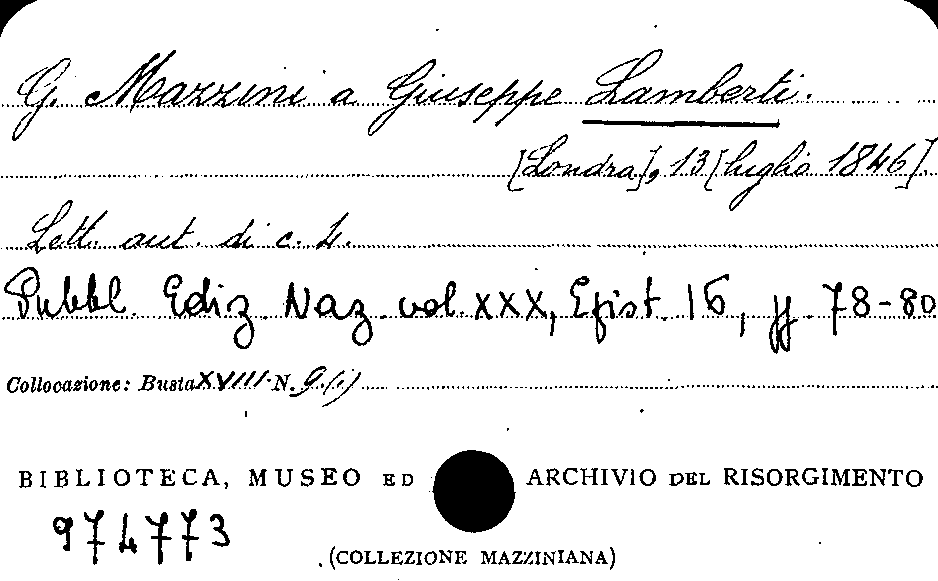 G. Mazzini a Giuseppe Lamberti.
[Londra], 13 [luglio 1846].
Lett. aut. di c. 4.
Pubbl. Ediz. Naz. vol. XXX, Epist. 16, pp. 78-80
Collocazione: Busta XVIII N. 9.(i)
BIBLIOTECA, MUSEO ED ARCHIVIO DEL RISORGIMENTO
974773
(COLLEZIONE MAZZINIANA)